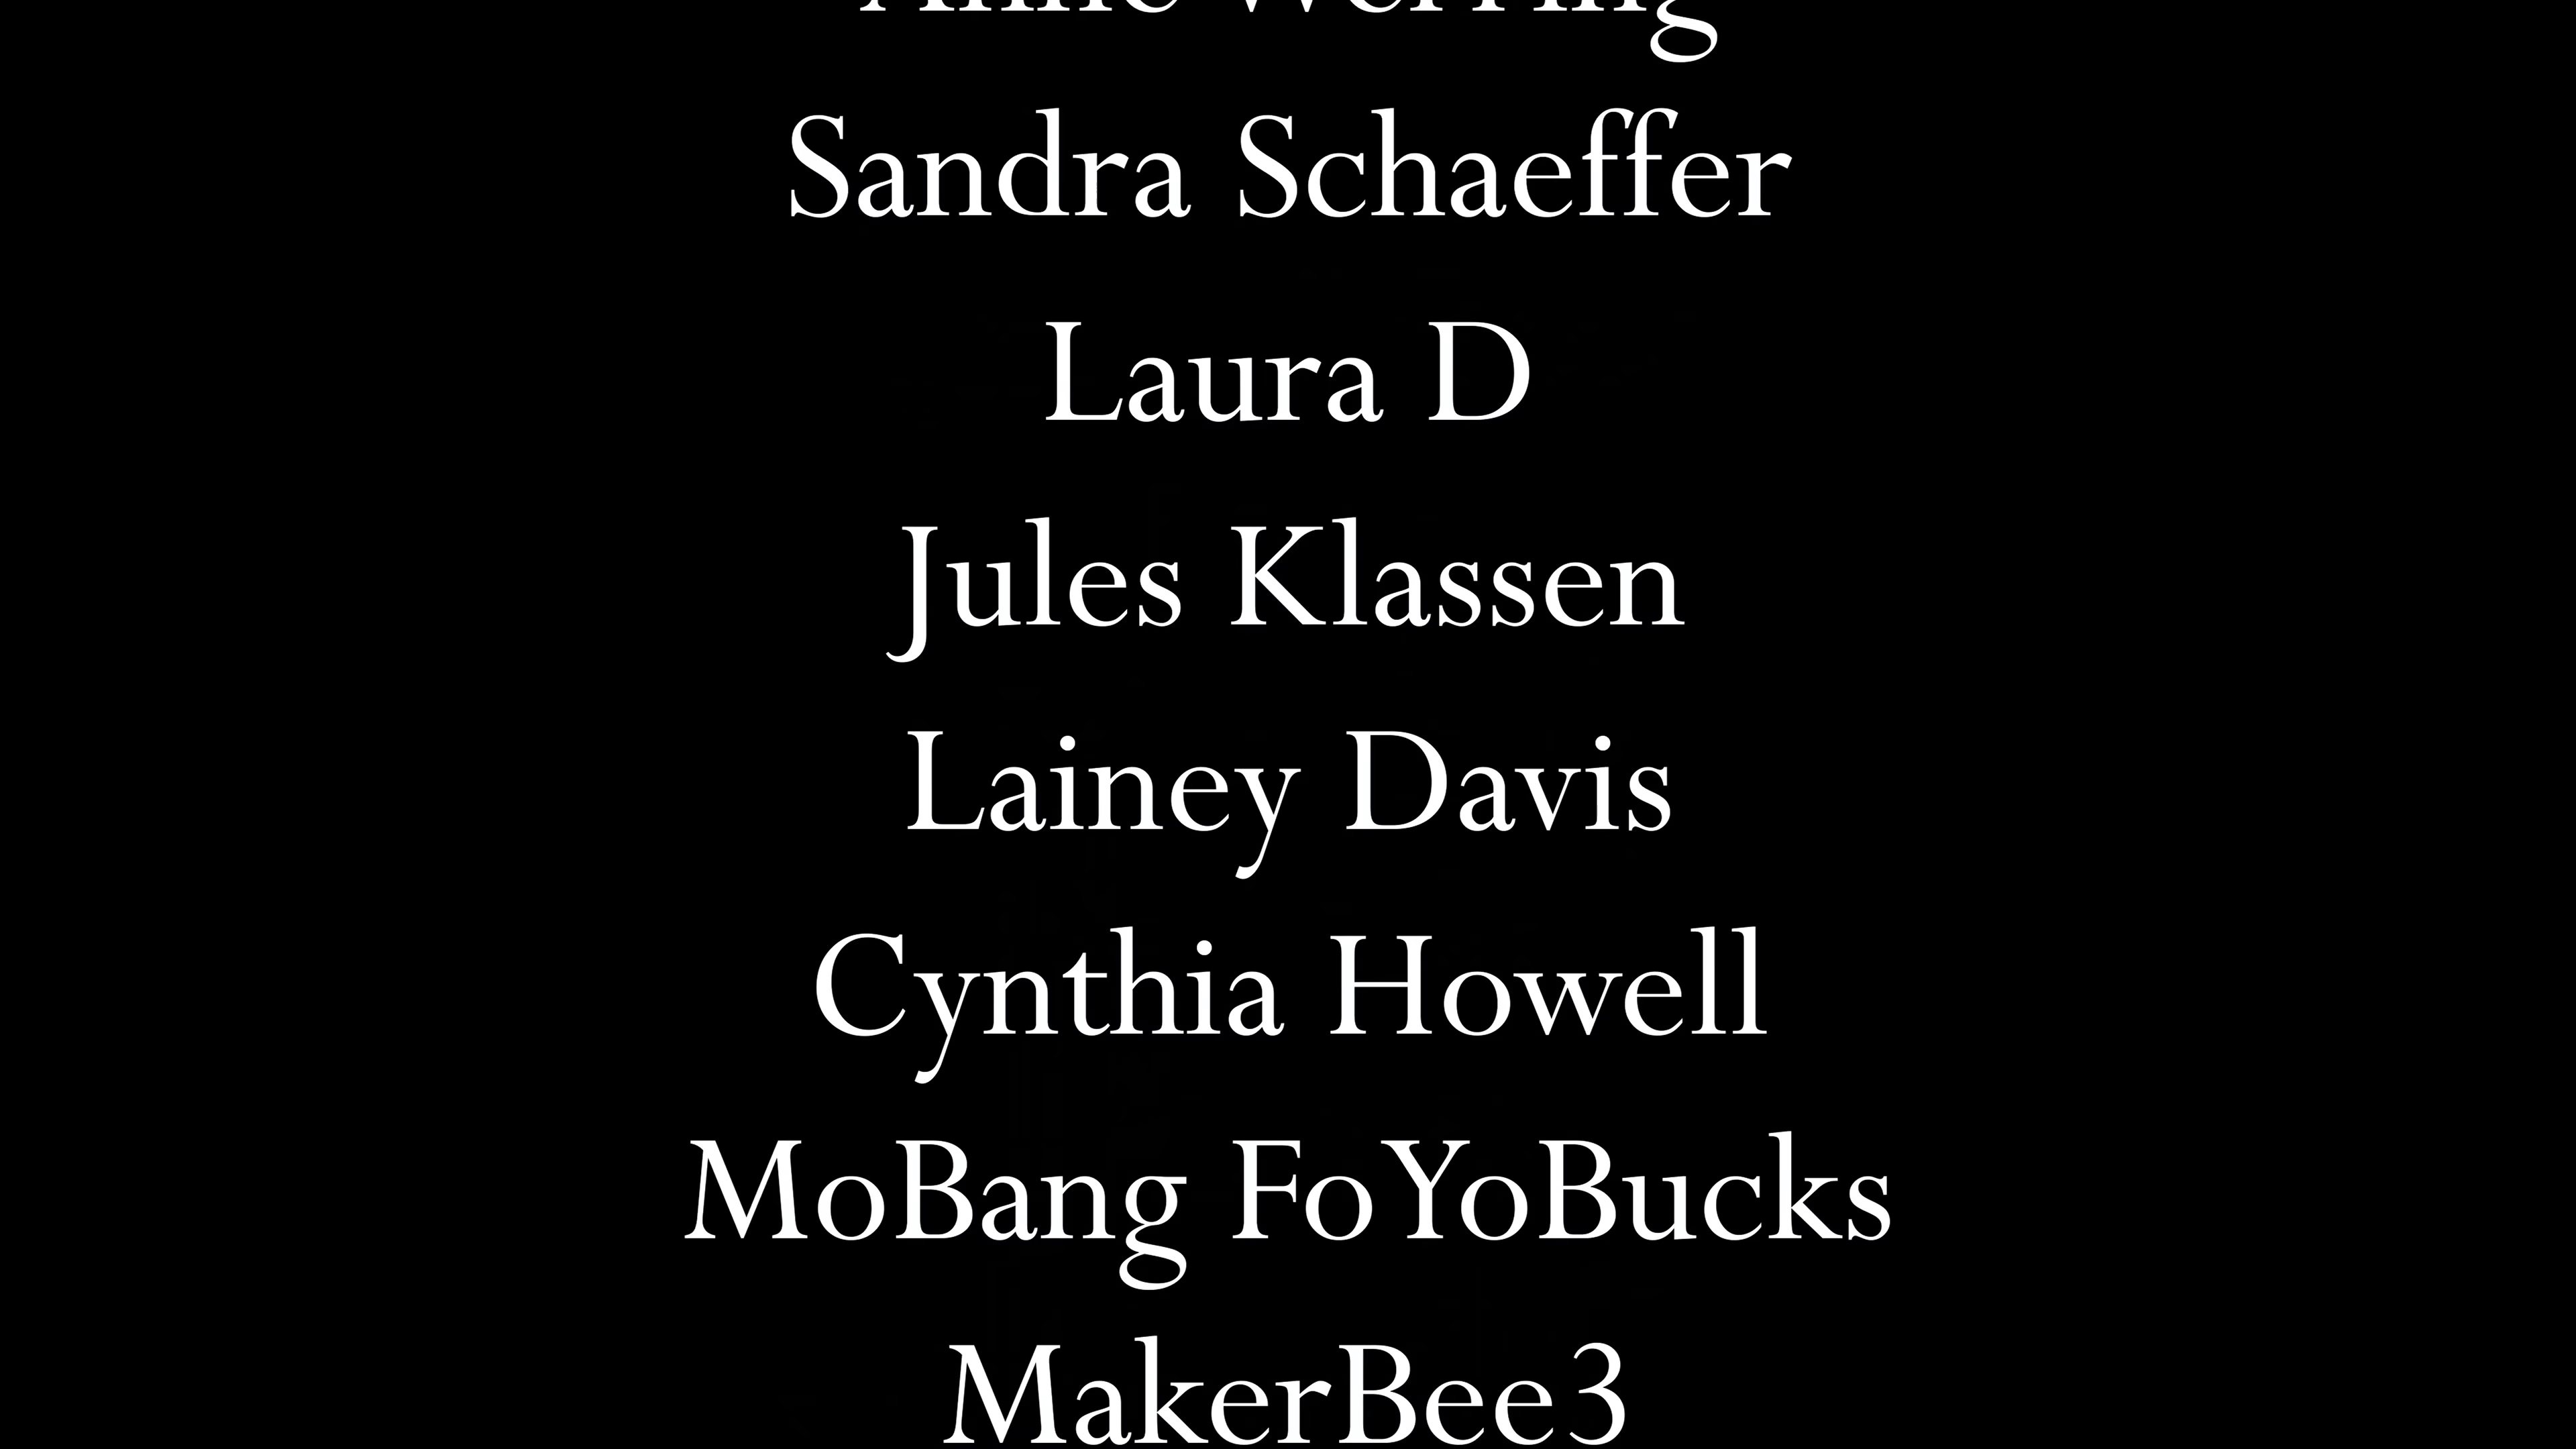 Sandra Schaeffer
Laura D
Jules Klassen
Lainey Davis
Cynthia Howell
MoBang FoYoBucks
MakerBee3